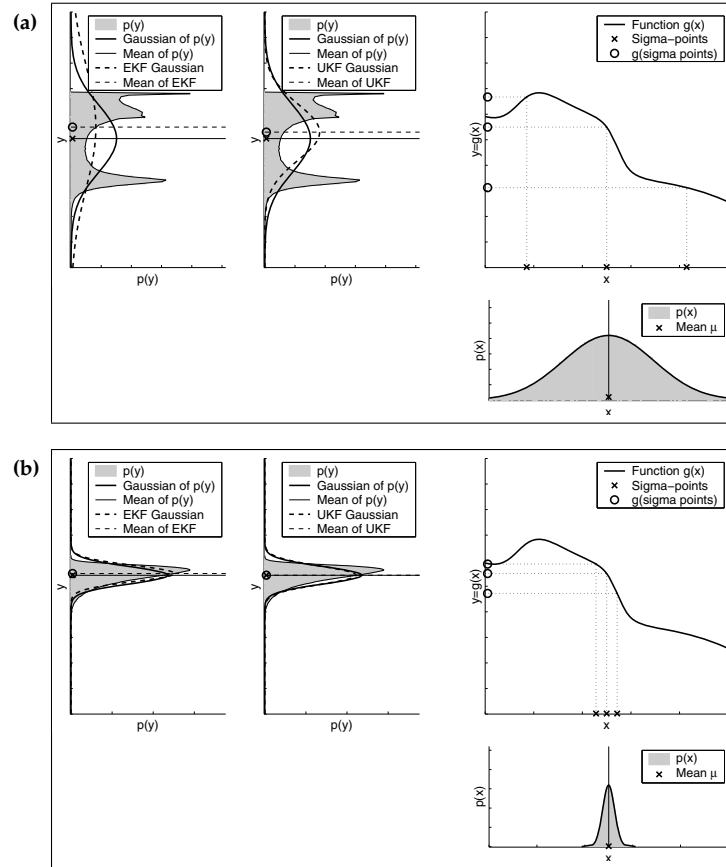 (a)
p(y)
Gaussian of p(y)
Mean of p(y)
EKF Gaussian
Mean of EKF
y
p(y)
p(y)
Gaussian of p(y)
Mean of p(y)
UKF Gaussian
Mean of UKF
y
p(y)
Function g(x)
Sigma−points
g(sigma points)
y=g(x)
x
p(x)
Mean μ
p(x)
x
(b)
p(y)
Gaussian of p(y)
Mean of p(y)
EKF Gaussian
Mean of EKF
y
p(y)
p(y)
Gaussian of p(y)
Mean of p(y)
UKF Gaussian
Mean of UKF
y
p(y)
Function g(x)
Sigma−points
g(sigma points)
y=g(x)
x
p(x)
Mean μ
p(x)
x